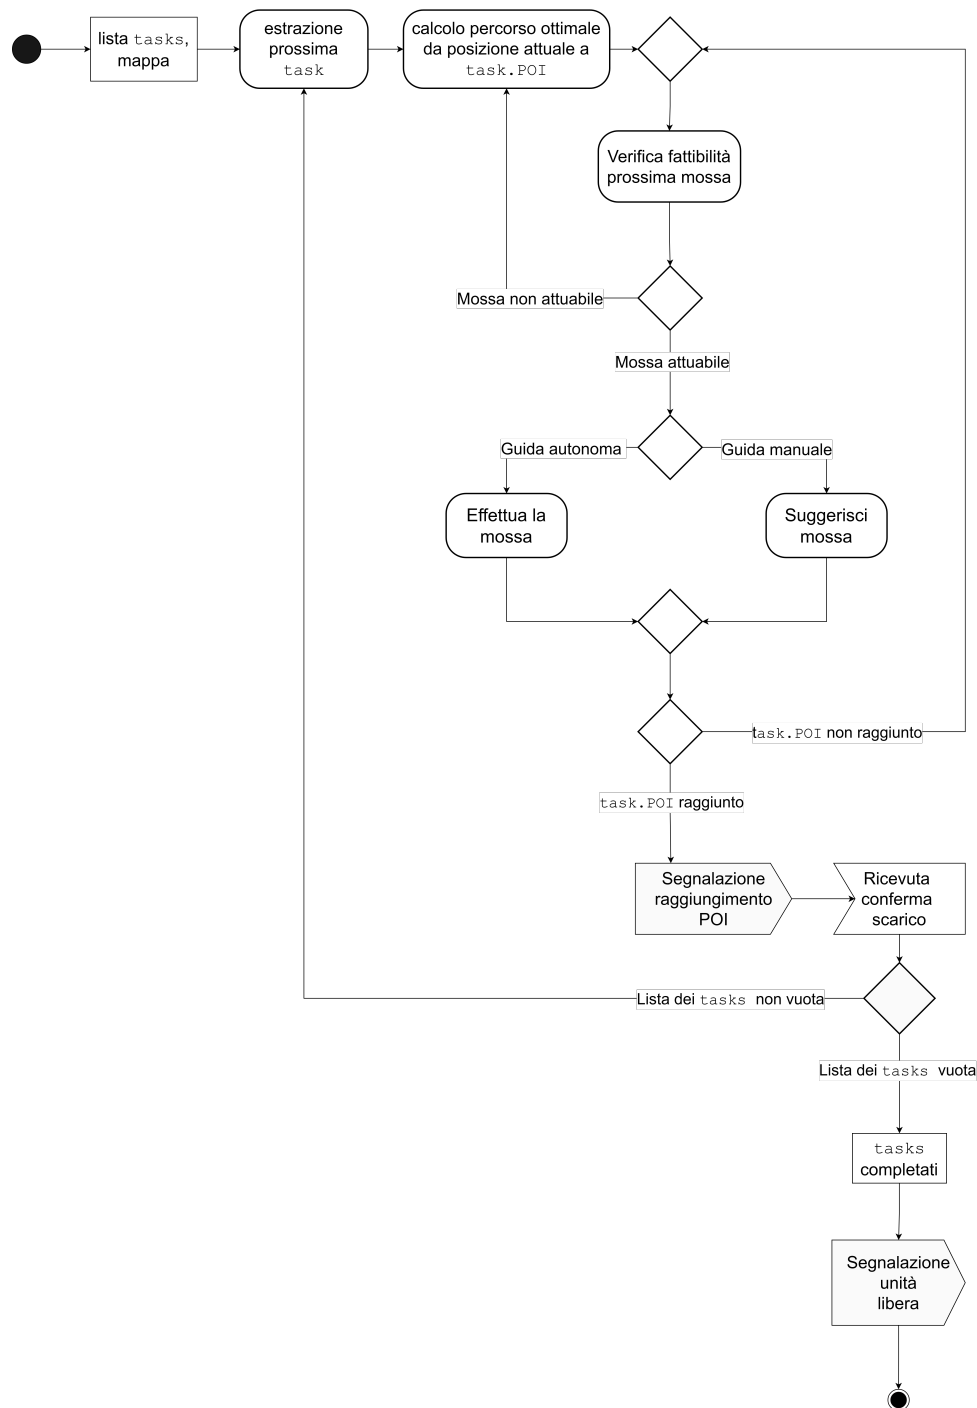 lista tasks,
mappa
estrazione
prossima
task
calcolo percorso ottimale
da posizione attuale a
task.POI
Verifica fattibilità
prossima mossa
Mossa non attuabile
Mossa attuabile
Guida autonoma
Guida manuale
Effettua la
mossa
Suggerisci
mossa
task.POI non raggiunto
task.POI raggiunto
Segnalazione
raggiungimento
POI
Ricevuta
conferma
scarico
Lista dei tasks non vuota
Lista dei tasks vuota
tasks
completati
Segnalazione
unità
libera